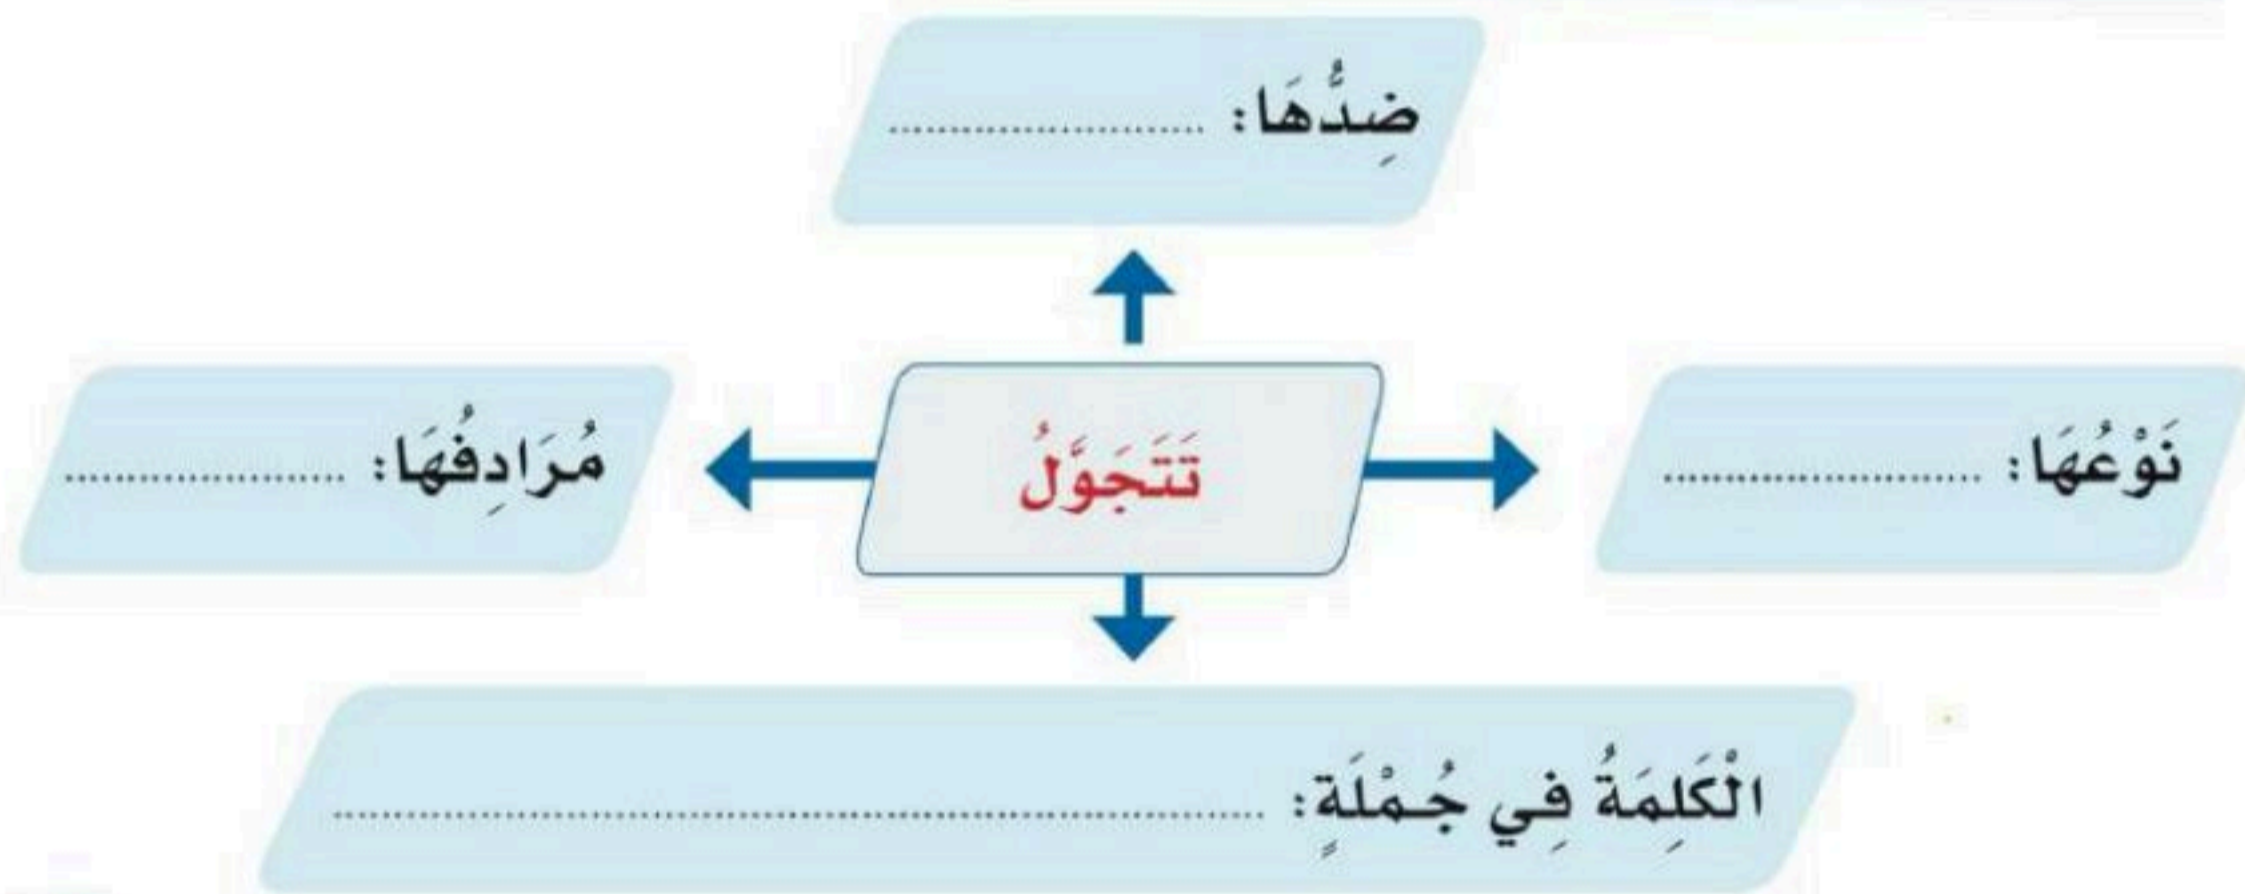 ضِدُّهَا: ..........................
نَوْعُهَا: ..........................
تَتَجَوَّلُ
مُرَادِفُهَا: ........................
الْكَلِمَةُ فِي جُمْلَةٍ: ..............................................................................